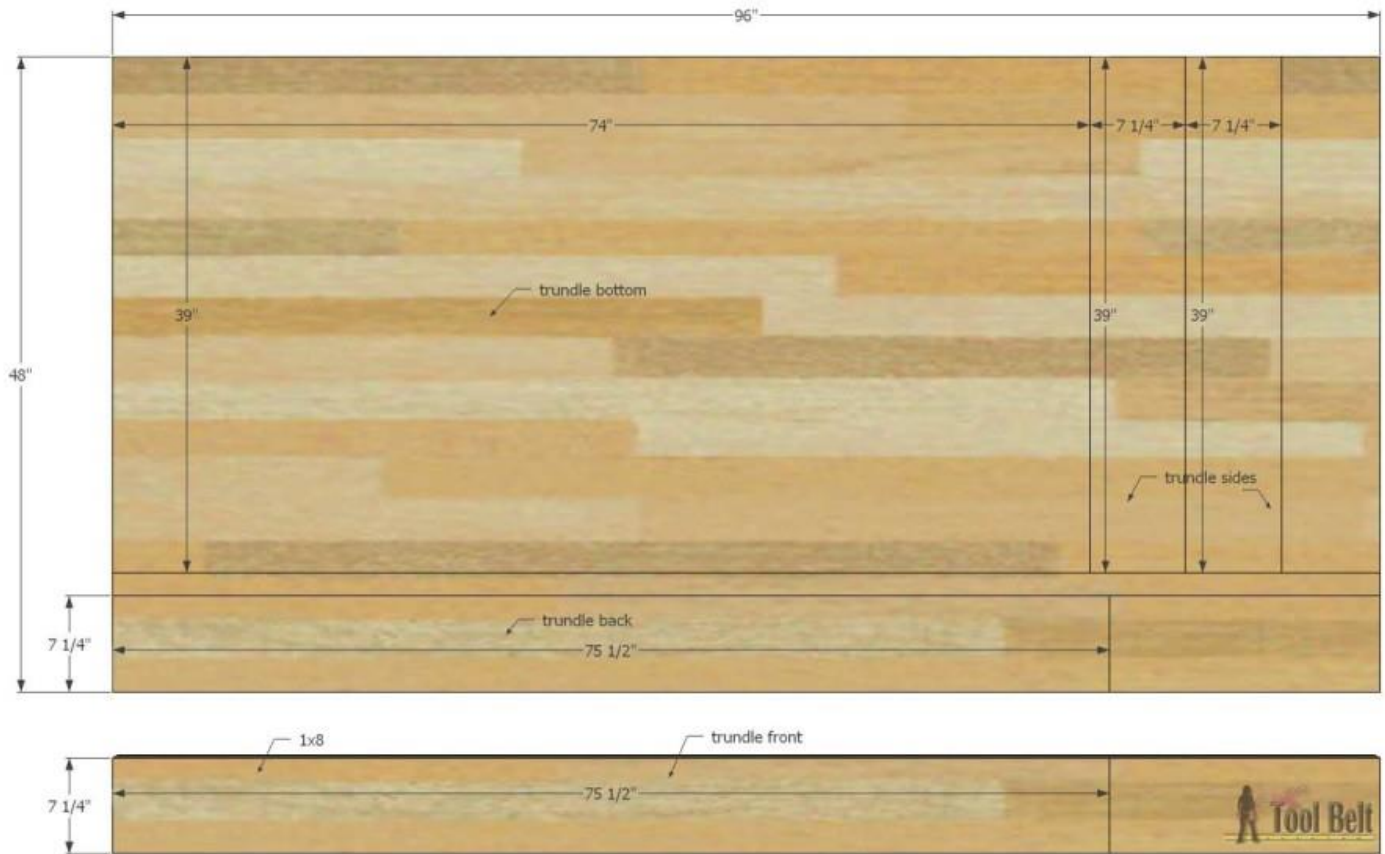 96"
74"
7 1/4"
7 1/4"
trundle bottom
39"
39"
39"
48"
trundle sides
trundle back
7 1/4"
75 1/2"
1x8
trundle front
7 1/4"
75 1/2"
Tool Belt